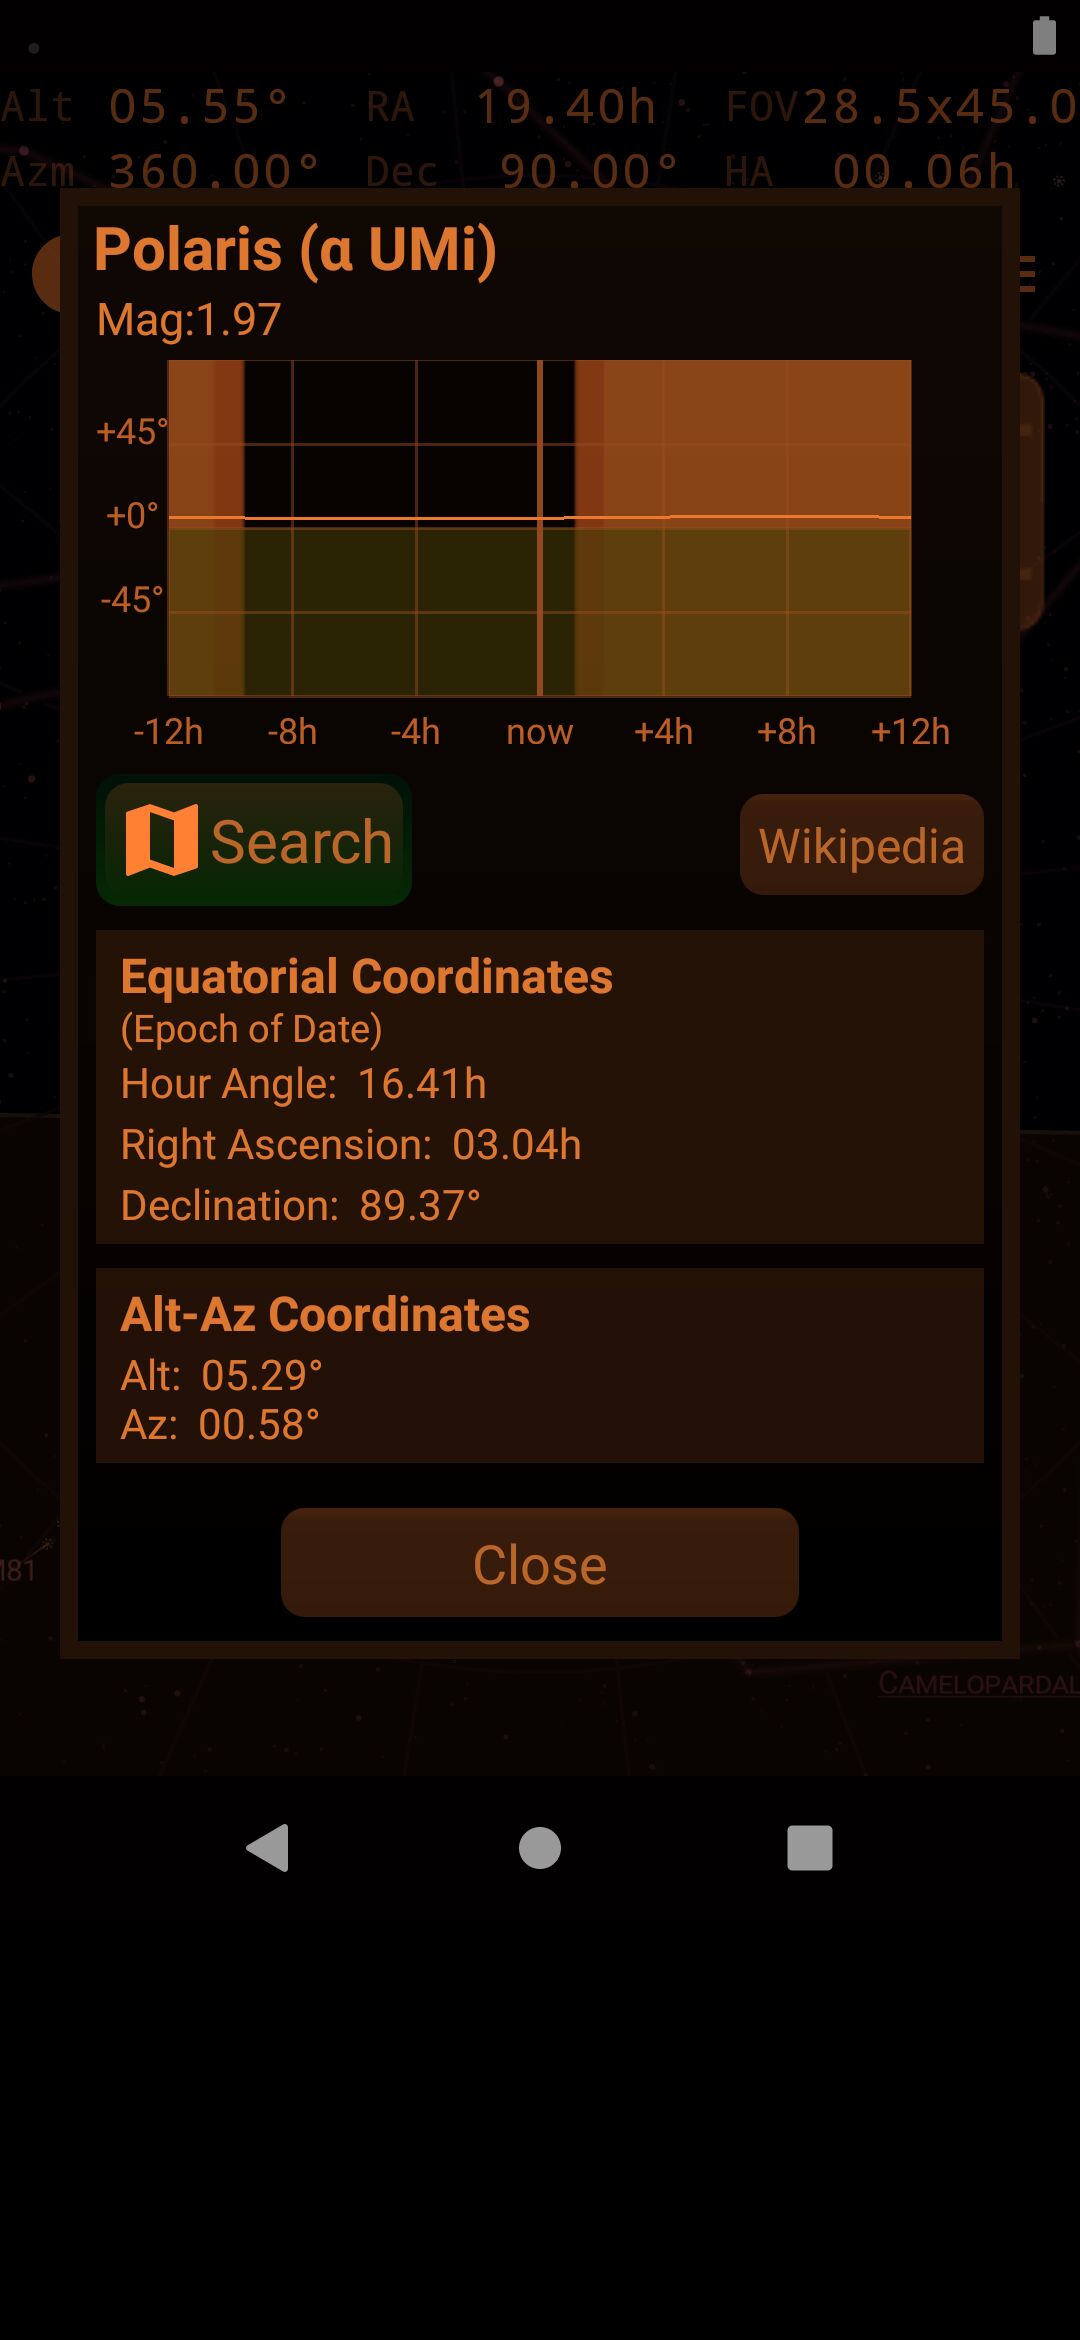 Alt 05.55° RA 19.40h FOV 28.5x45.0
Azm 360.00° Dec 90.00° HA 00.06h
Polaris (α UMi)
Mag:1.97
+45°
+0°
-45°
-12h -8h -4h now +4h +8h +12h
Search Wikipedia
Equatorial Coordinates
(Epoch of Date)
Hour Angle: 16.41h
Right Ascension: 03.04h
Declination: 89.37°
Alt-Az Coordinates
Alt: 05.29°
Az: 00.58°
Close
M81
CAMELOPARDAL